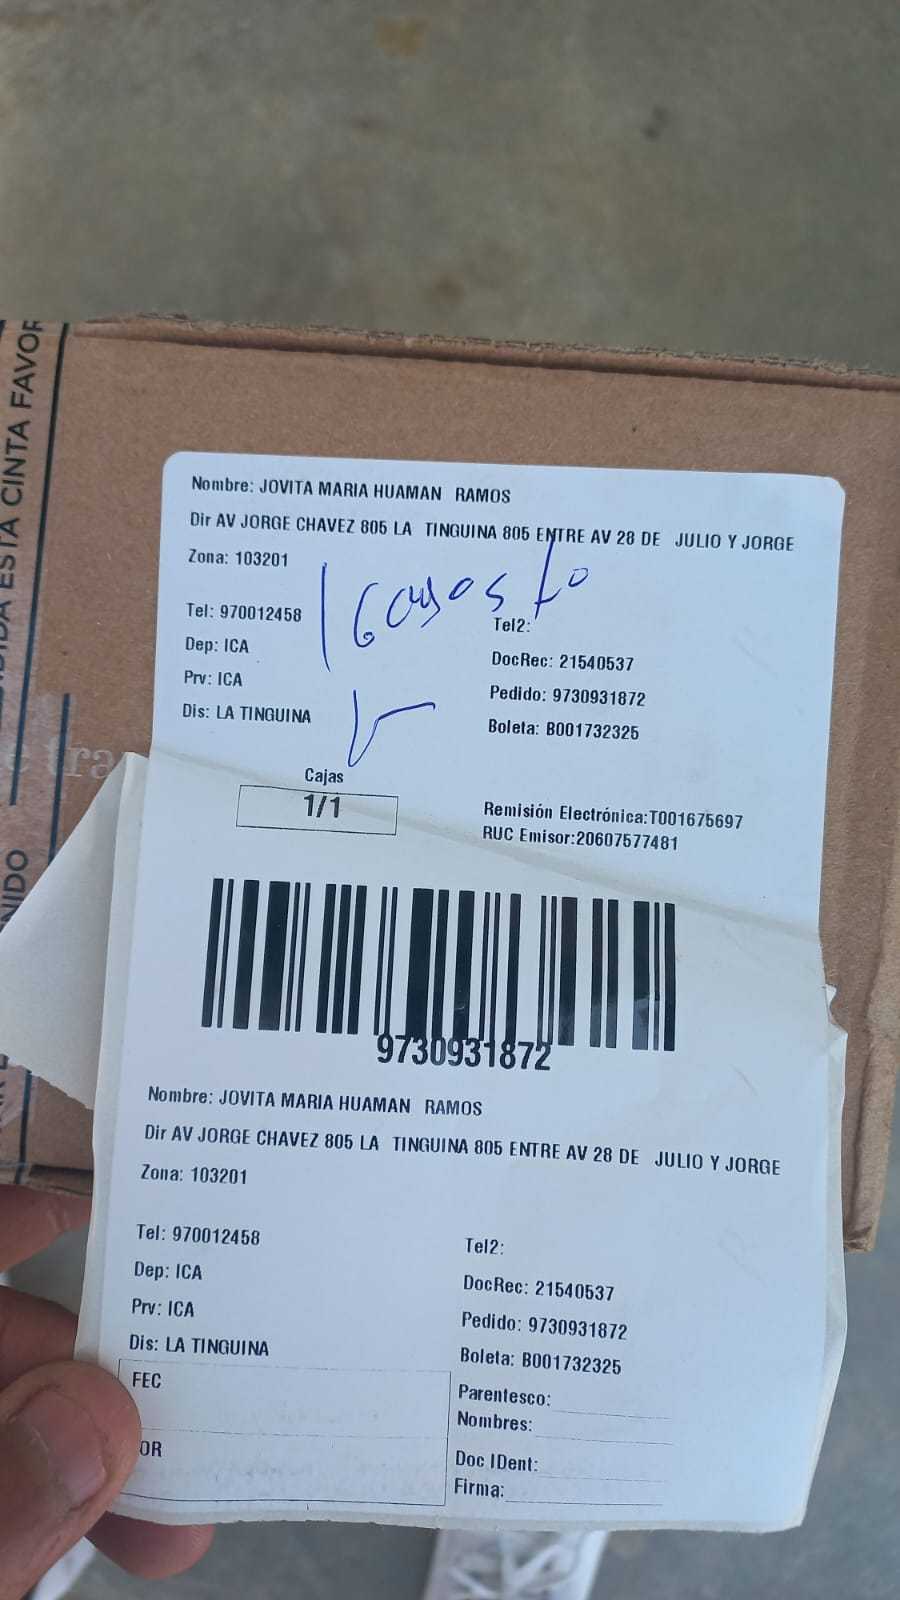 ESTA CINTA FAVOR
Nombre: JOVITA MARIA HUAMAN RAMOS
Dir AV JORGE CHAVEZ 805 LA TINGUINA 805 ENTRE AV 28 DE JULIO Y JORGE
Zona: 103201
Tel: 970012458
Tel2:
Dep: ICA
DocRec: 21540537
Prv: ICA
Pedido: 9730931872
Dis: LA TINGUINA
Boleta: B001732325
Cajas
1/1
Remisión Electrónica:T001675697
RUC Emisor:20607577481
9730931872
Nombre: JOVITA MARIA HUAMAN RAMOS
Dir AV JORGE CHAVEZ 805 LA TINGUINA 805 ENTRE AV 28 DE JULIO Y JORGE
Zona: 103201
Tel: 970012458
Tel2:
Dep: ICA
DocRec: 21540537
Prv: ICA
Pedido: 9730931872
Dis: LA TINGUINA
Boleta: B001732325
FEC
Parentesco:
Nombres:
Doc IDent:
Firma: